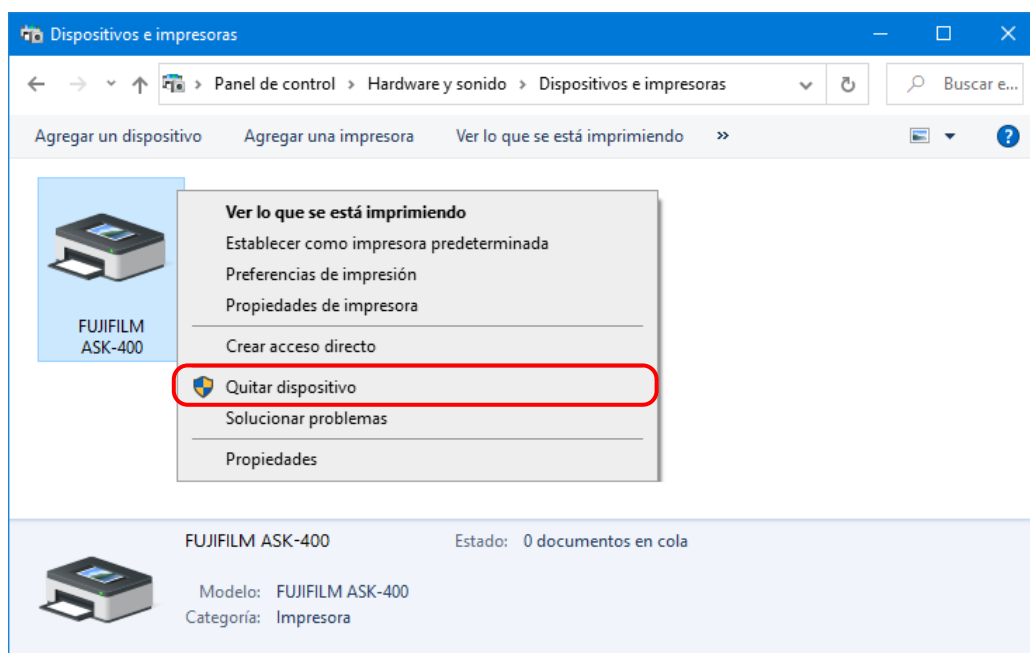 Dispositivos e impresoras
Panel de control > Hardware y sonido > Dispositivos e impresoras
Buscar e...
Agregar un dispositivo Agregar una impresora Ver lo que se está imprimiendo »
Ver lo que se está imprimiendo
Establecer como impresora predeterminada
Preferencias de impresión
Propiedades de impresora
Crear acceso directo
Quitar dispositivo
Solucionar problemas
Propiedades
FUJIFILM
ASK-400
FUJIFILM ASK-400 Estado: 0 documentos en cola
Modelo: FUJIFILM ASK-400
Categoría: Impresora